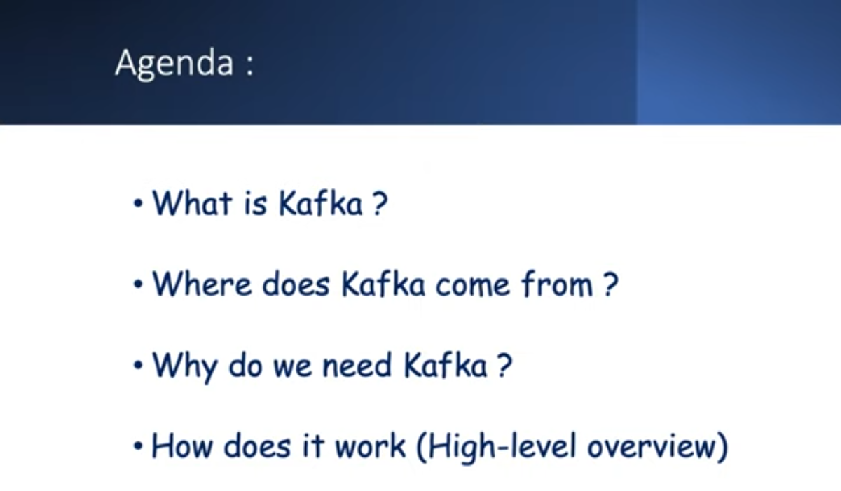 Agenda :
• What is Kafka ?
• Where does Kafka come from ?
• Why do we need Kafka ?
• How does it work (High-level overview)